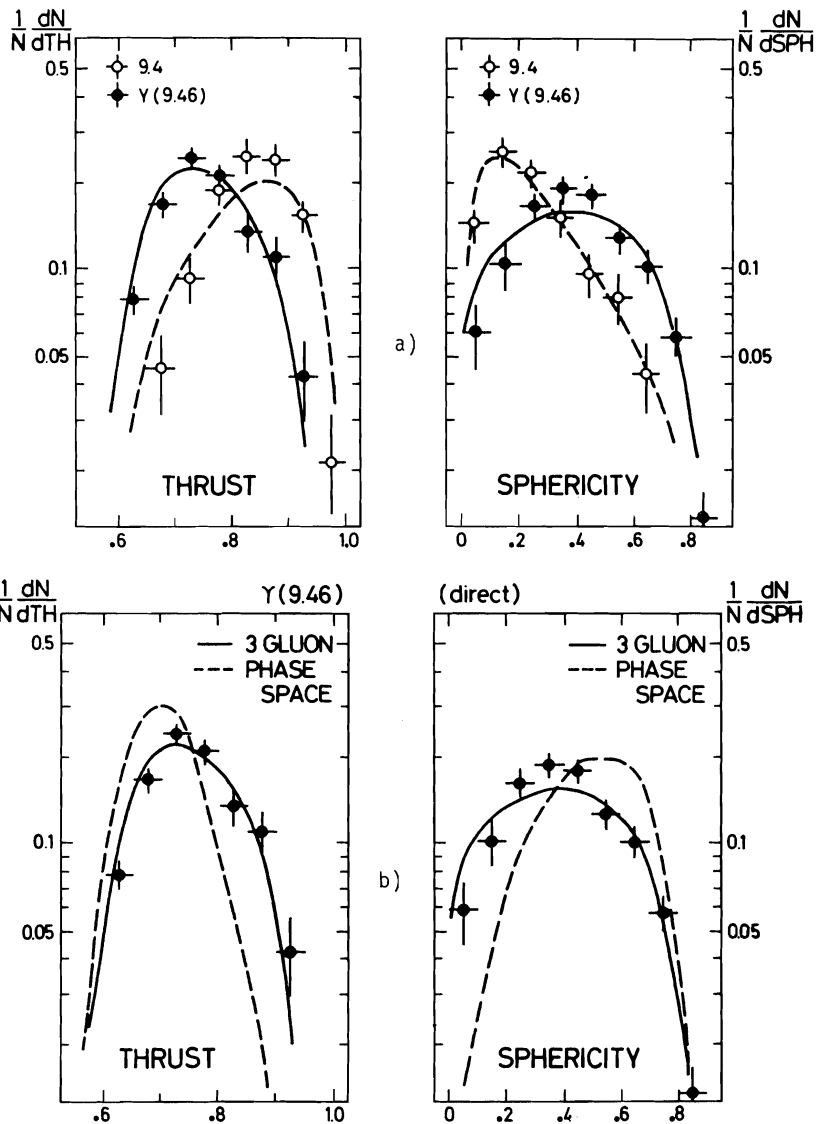 1/N dN/dTH
0.5
0.1
0.05
9.4
Υ(9.46)
THRUST
.6 .8 1.0
a)
1/N dN/dSPH
0.5
0.1
0.05
9.4
Υ(9.46)
SPHERICITY
0 .2 .4 .6 .8
1/N dN/dTH
Υ(9.46)
0.5
0.1
0.05
3 GLUON
PHASE
SPACE
THRUST
.6 .8 1.0
b)
(direct)
1/N dN/dSPH
0.5
0.1
0.05
3 GLUON
PHASE
SPACE
SPHERICITY
0 .2 .4 .6 .8